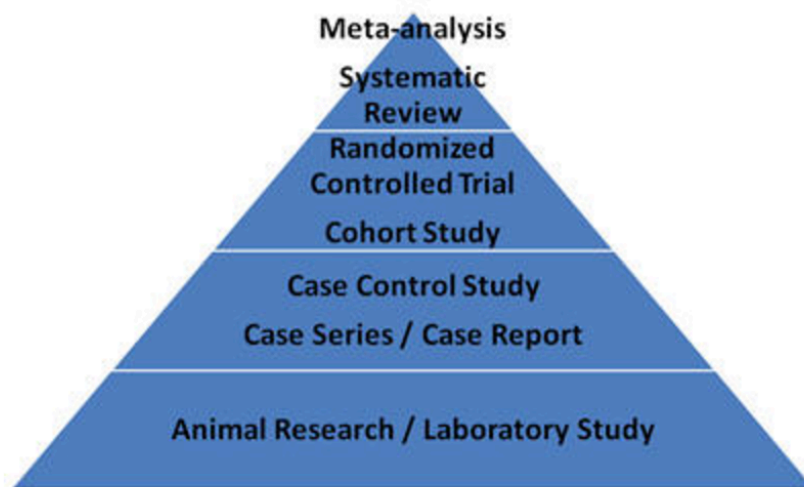 Meta-analysis
Systematic
Review
Randomized
Controlled Trial
Cohort Study
Case Control Study
Case Series / Case Report
Animal Research / Laboratory Study